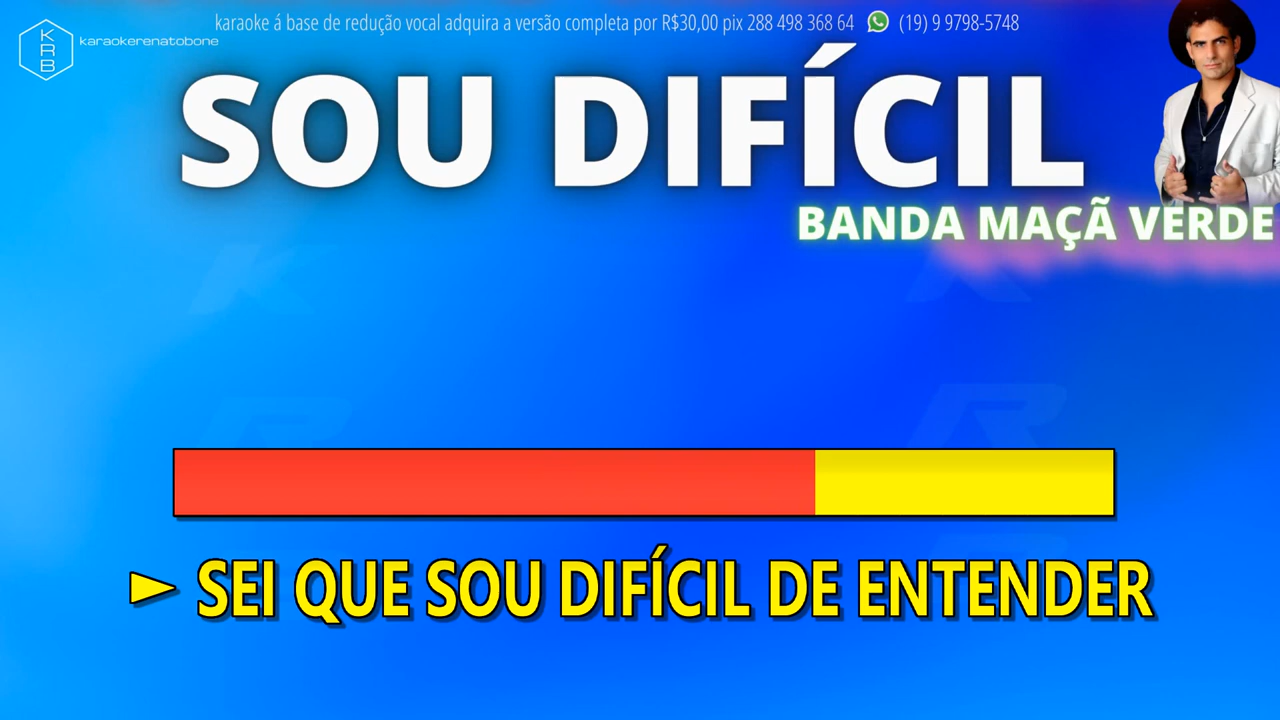 karaoke á base de redução vocal adquira a versão completa por R$30,00 pix 288 498 368 64 (19) 9 9798-5748
KRB
karaokerenatobone
SOU DIFÍCIL
BANDA MAÇÃ VERDE
K K
R R
► SEI QUE SOU DIFÍCIL DE ENTENDER